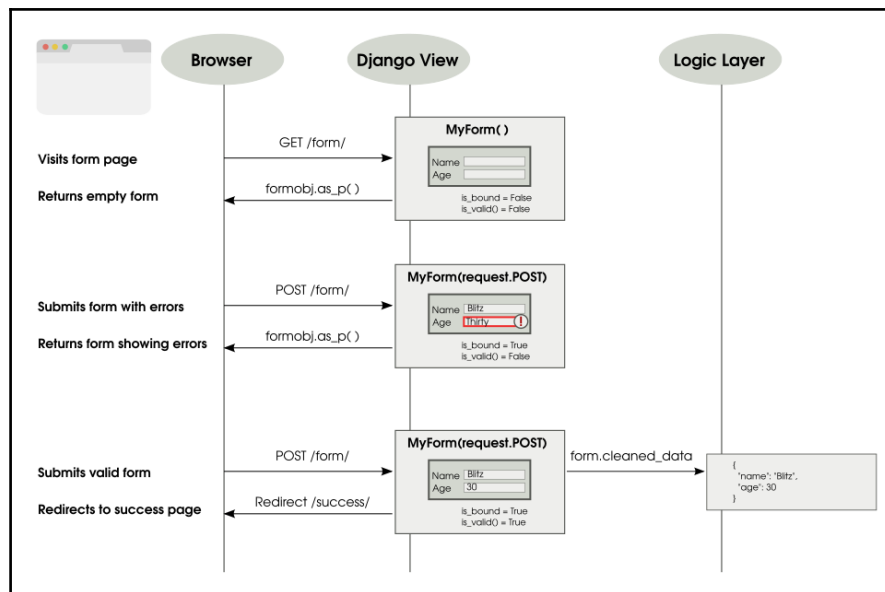 Browser
Django View
Logic Layer
MyForm( )
Visits form page
GET /form/
Name
Age
Returns empty form
formobj.as_p( )
is_bound = False
is_valid() = False
MyForm(request.POST)
Submits form with errors
POST /form/
Name Blitz
Age Thirty !
Returns form showing errors
formobj.as_p( )
is_bound = True
is_valid() = False
MyForm(request.POST)
Submits valid form
POST /form/
Name Blitz
Age 30
form.cleaned_data
{
'name': 'Blitz',
'age': 30
}
Redirects to success page
Redirect /success/
is_bound = True
is_valid() = True